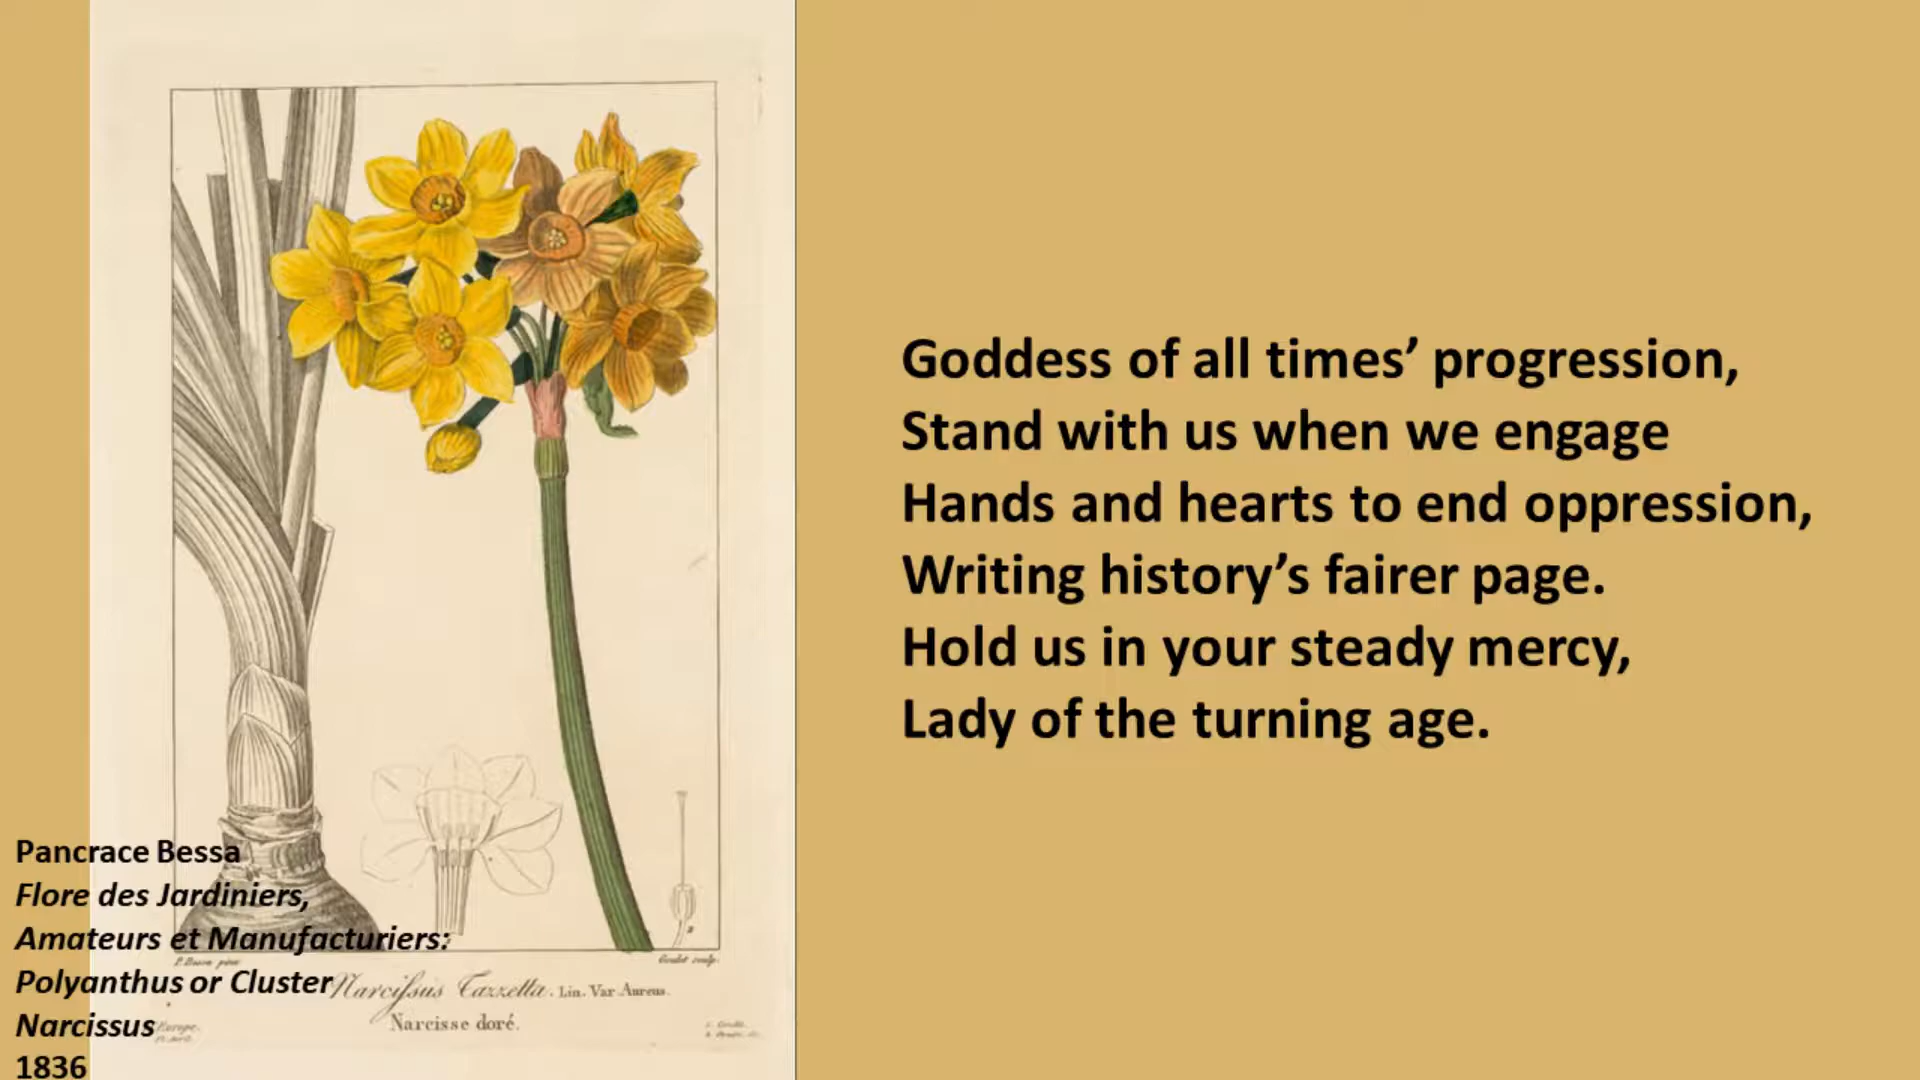 Goddess of all times’ progression,
Stand with us when we engage
Hands and hearts to end oppression,
Writing history’s fairer page.
Hold us in your steady mercy,
Lady of the turning age.
Pancrace Bessa
Flore des Jardiniers,
Amateurs et Manufacturiers:
Polyanthus or Cluster
Narcissus
1836
Narcifsus Tazzetta. Lin. Var Aureus.
Narcisse doré.